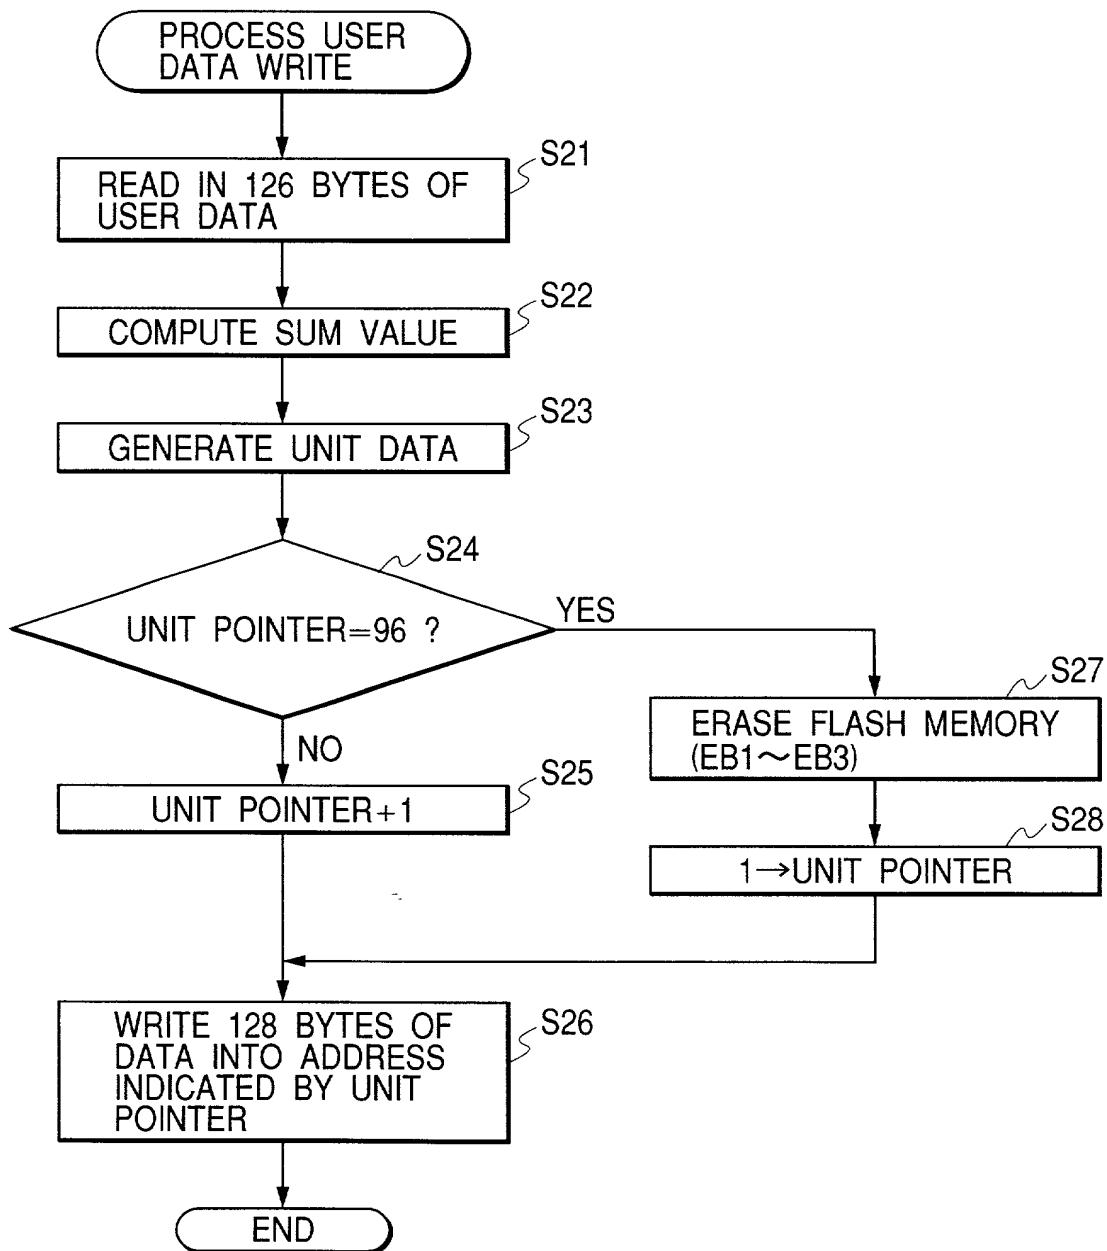 PROCESS USER
DATA WRITE
S21
READ IN 126 BYTES OF
USER DATA
S22
COMPUTE SUM VALUE
S23
GENERATE UNIT DATA
S24
UNIT POINTER=96 ?
YES
NO
S27
ERASE FLASH MEMORY
(EB1～EB3)
S25
UNIT POINTER+1
S28
1→UNIT POINTER
S26
WRITE 128 BYTES OF
DATA INTO ADDRESS
INDICATED BY UNIT
POINTER
END